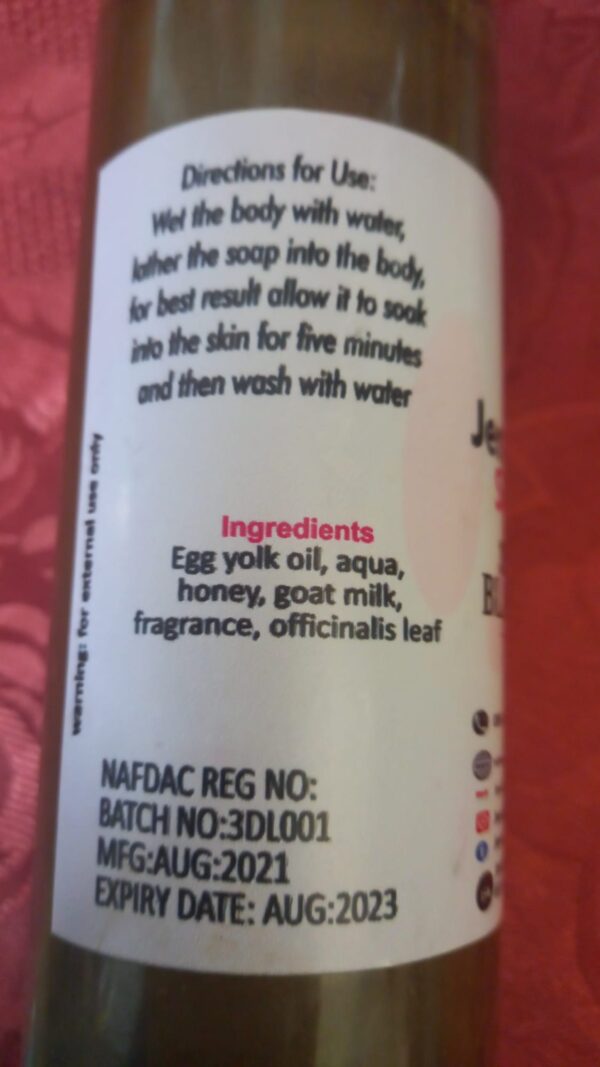 Directions for Use:
Wet the body with water,
lather the soap into the body,
for best result allow it to soak
into the skin for five minutes
and then wash with water
warning: for external use only
Ingredients
Egg yolk oil, aqua,
honey, goat milk,
fragrance, officinalis leaf
NAFDAC REG NO:
BATCH NO:3DL001
MFG:AUG:2021
EXPIRY DATE: AUG:2023